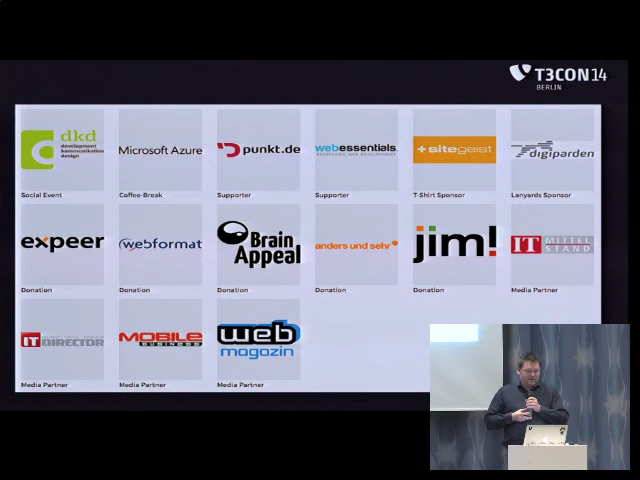 T3CON14
BERLIN
dkd
development
kommunikation
design
Microsoft Azure
punkt.de
webessentials
+sitegeist
digiparden
Social Event
Coffee-Break
Supporter
Supporter
T-Shirt Sponsor
Lanyards Sponsor
expeer
webformat
Brain
Appeal
anders und sehr
jim!
IT MITTEL
STAND
Donation
Donation
Donation
Donation
Donation
Media Partner
IT DIRECTOR
MOBILE
BUSINESS
web
magazin
Media Partner
Media Partner
Media Partner